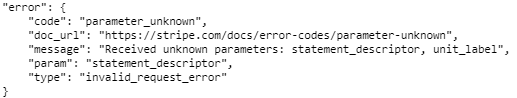 "error": {
    "code": "parameter_unknown",
    "doc_url": "https://stripe.com/docs/error-codes/parameter-unknown",
    "message": "Received unknown parameters: statement_descriptor, unit_label",
    "param": "statement_descriptor",
    "type": "invalid_request_error"
}